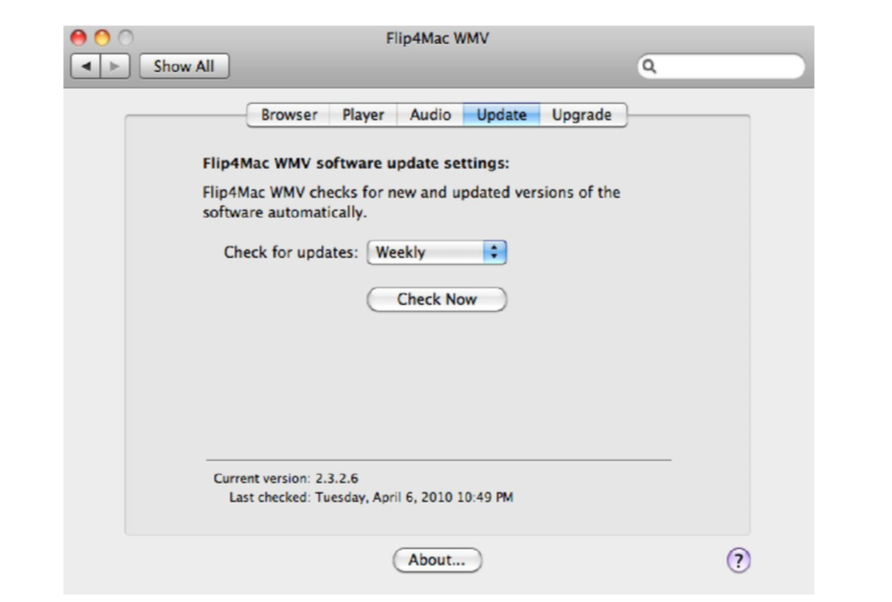 Flip4Mac WMV
Show All
Browser Player Audio Update Upgrade
Flip4Mac WMV software update settings:
Flip4Mac WMV checks for new and updated versions of the
software automatically.
Check for updates: Weekly
Check Now
Current version: 2.3.2.6
Last checked: Tuesday, April 6, 2010 10:49 PM
About... ?